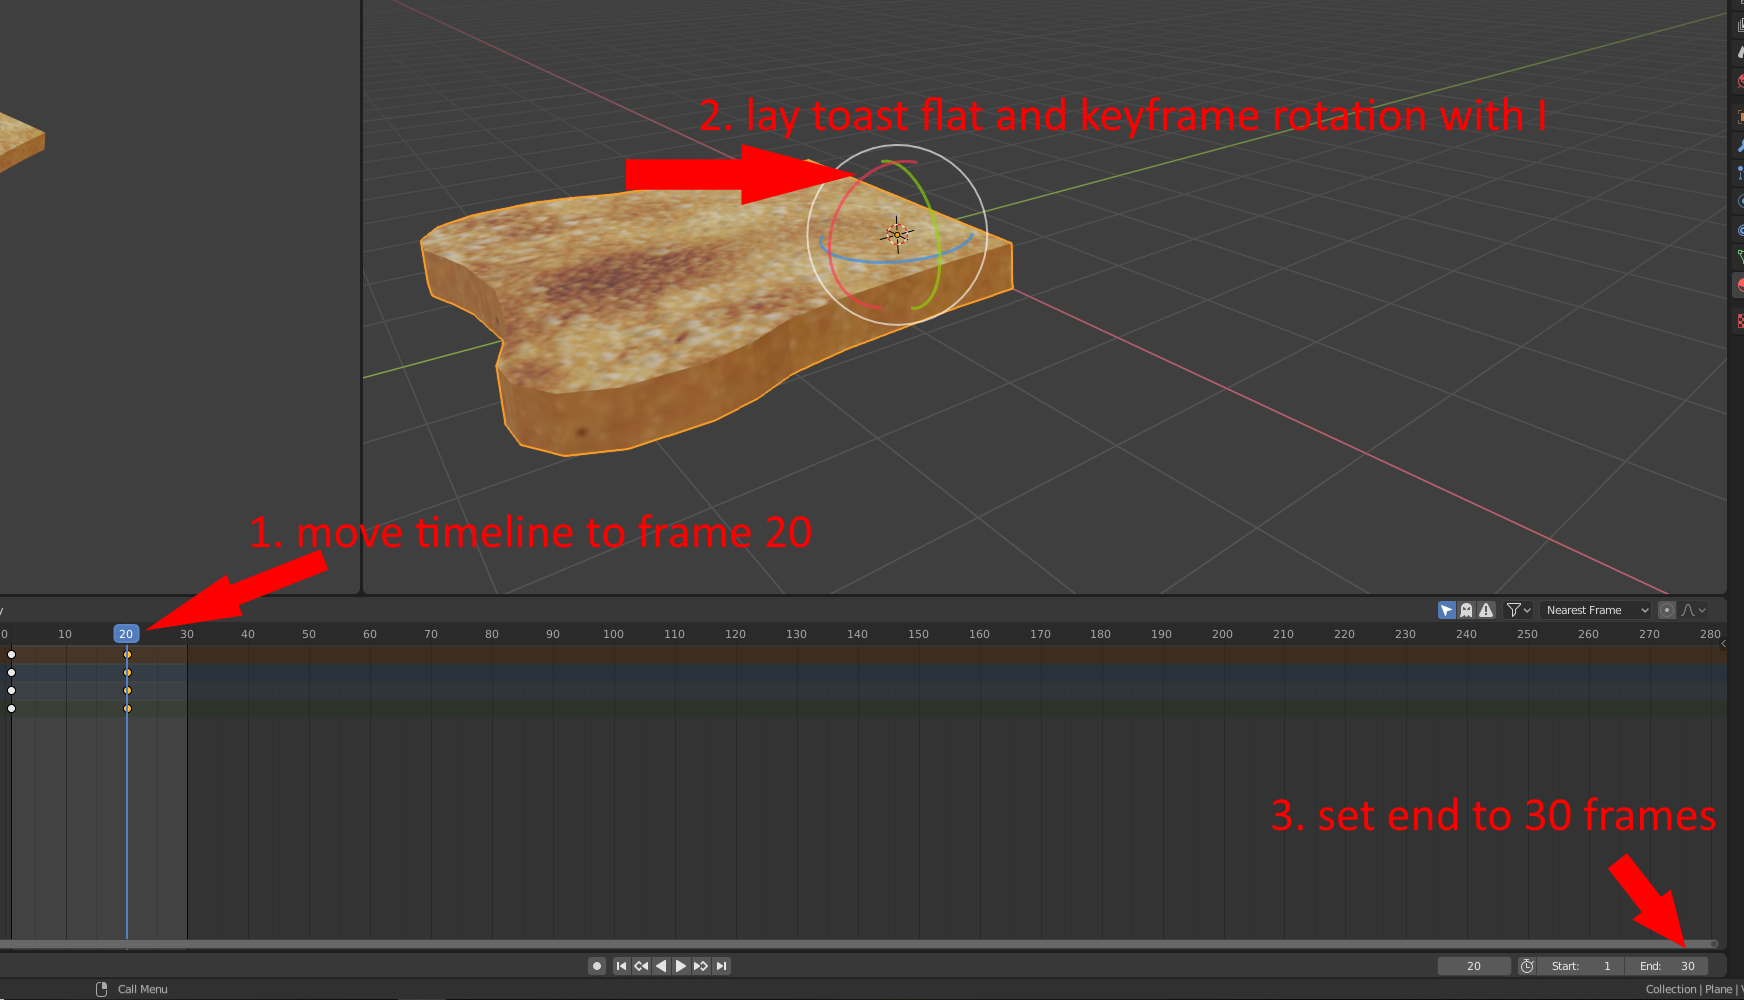 2. lay toast flat and keyframe rotation with I
1. move timeline to frame 20
Nearest Frame
0 10 20 30 40 50 60 70 80 90 100 110 120 130 140 150 160 170 180 190 200 210 220 230 240 250 260 270 280
3. set end to 30 frames
20 Start: 1 End: 30
Call Menu Collection | Plane |